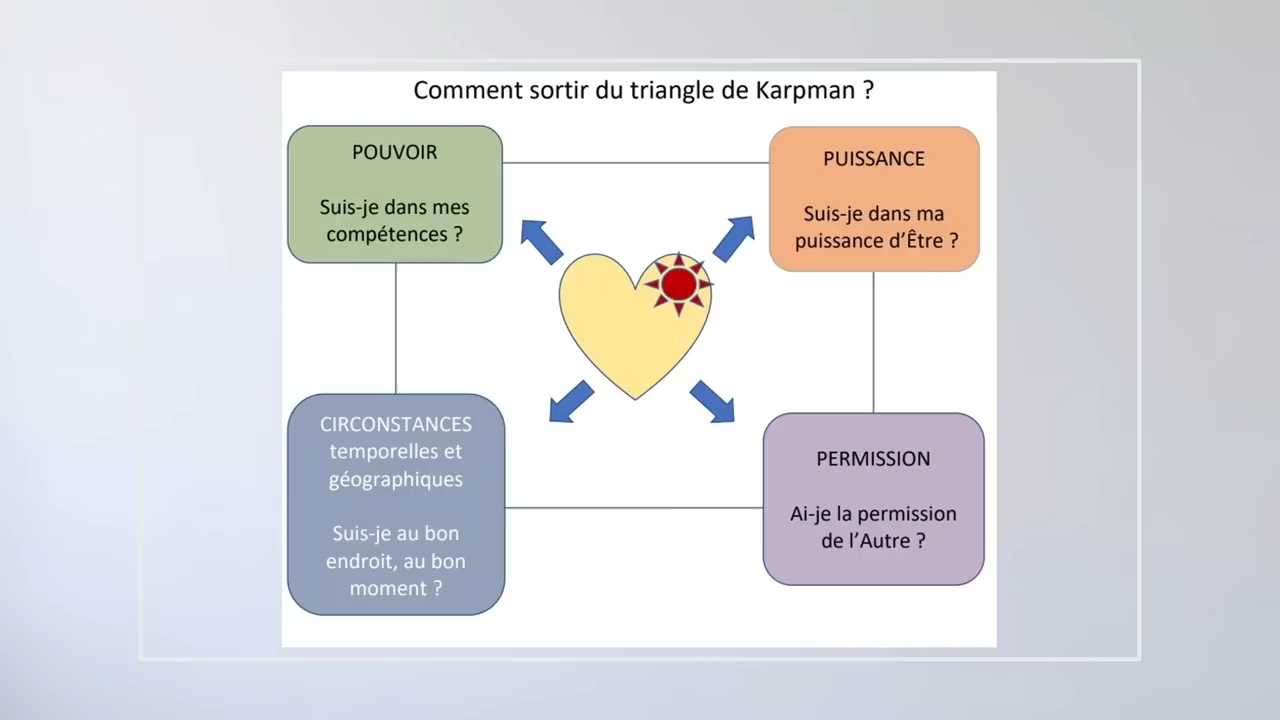 Comment sortir du triangle de Karpman ?
POUVOIR
Suis-je dans mes
compétences ?
PUISSANCE
Suis-je dans ma
puissance d’Être ?
CIRCONSTANCES
temporelles et
géographiques
Suis-je au bon
endroit, au bon
moment ?
PERMISSION
Ai-je la permission
de l’Autre ?